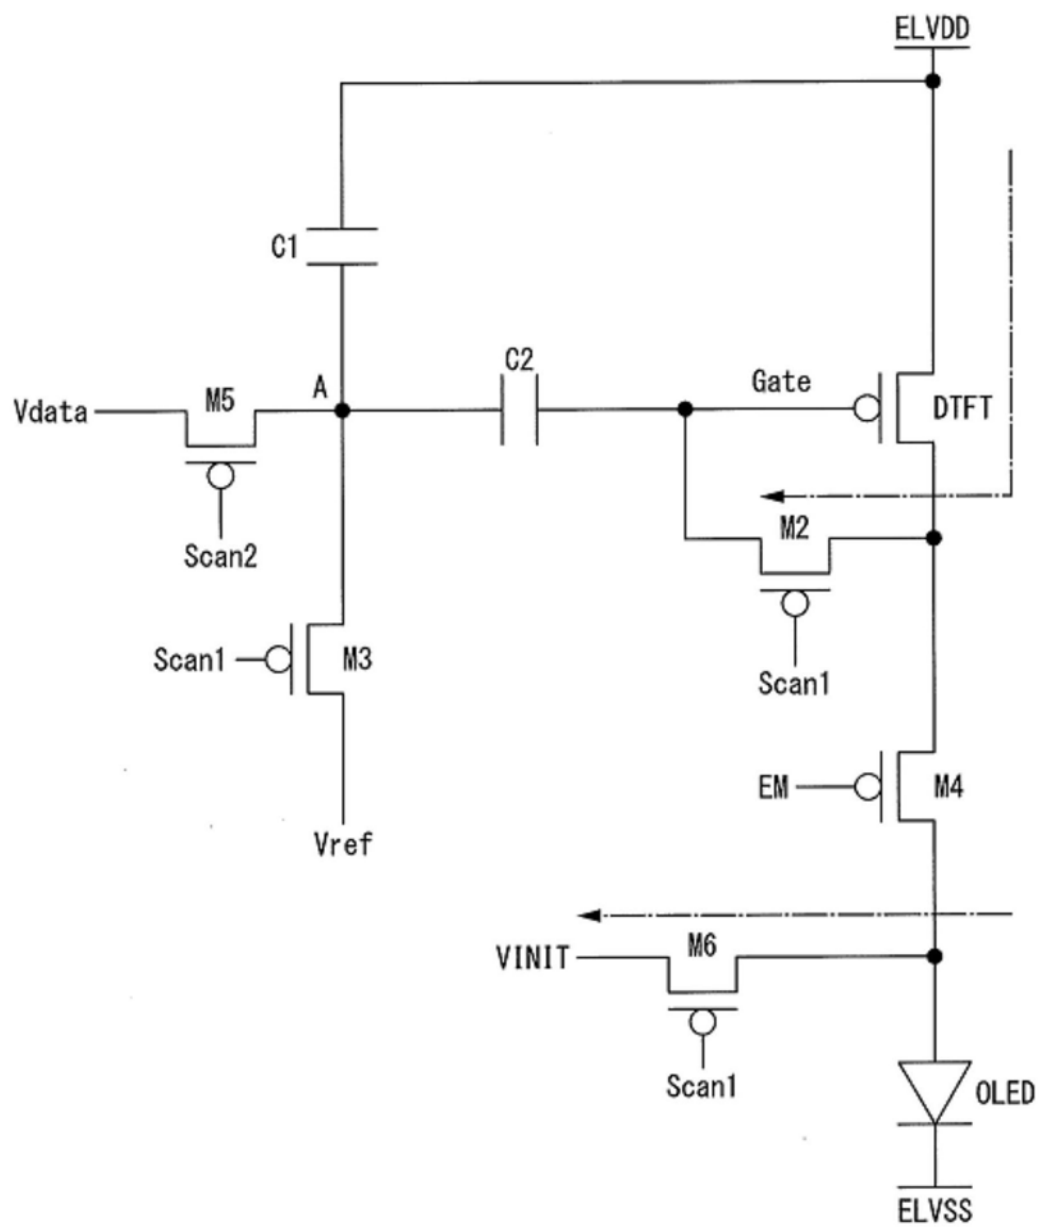 ELVDD
C1
C2
Gate
A
M5
Vdata
DTFT
M2
Scan2
Scan1
M3
Scan1
EM
M4
Vref
M6
VINIT
Scan1
OLED
ELVSS